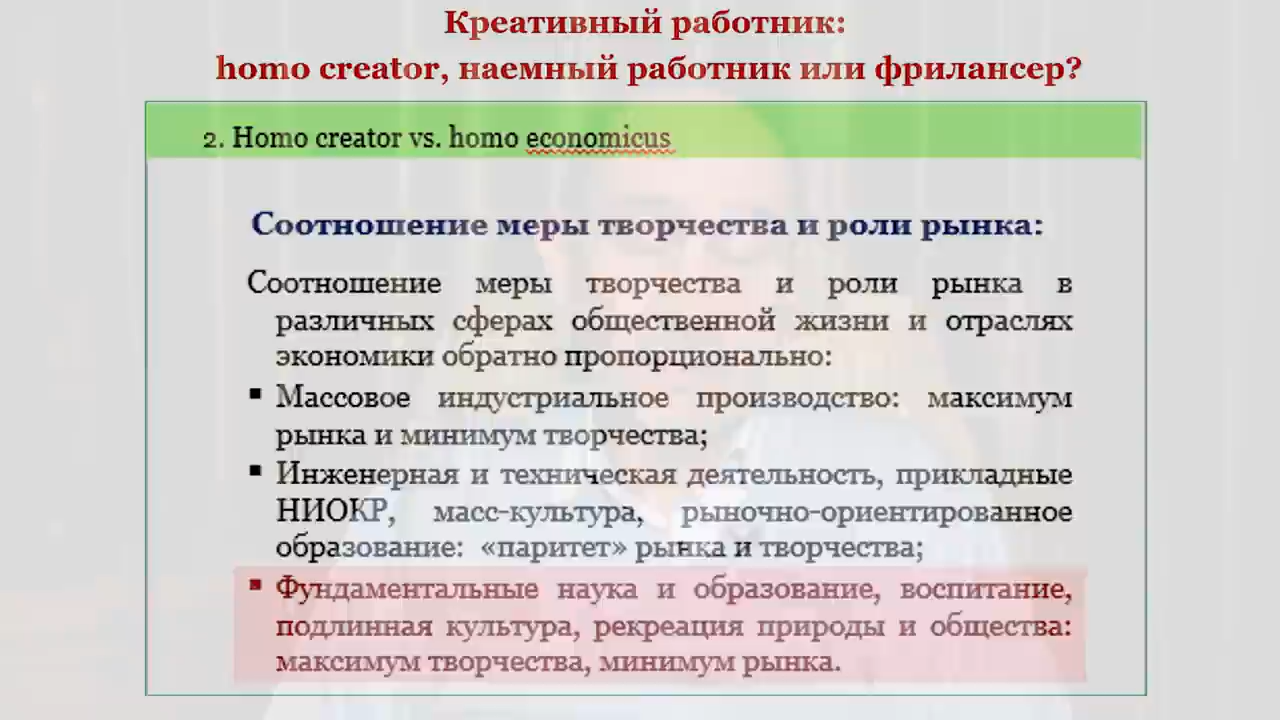 Креативный работник:
homo creator, наемный работник или фрилансер?
2. Homo creator vs. homo economicus
Соотношение меры творчества и роли рынка:
Соотношение меры творчества и роли рынка в
различных сферах общественной жизни и отраслях
экономики обратно пропорционально:
▪ Массовое индустриальное производство: максимум
рынка и минимум творчества;
▪ Инженерная и техническая деятельность, прикладные
НИОКР, масс-культура, рыночно-ориентированное
образование: «паритет» рынка и творчества;
▪ Фундаментальные наука и образование, воспитание,
подлинная культура, рекреация природы и общества:
максимум творчества, минимум рынка.